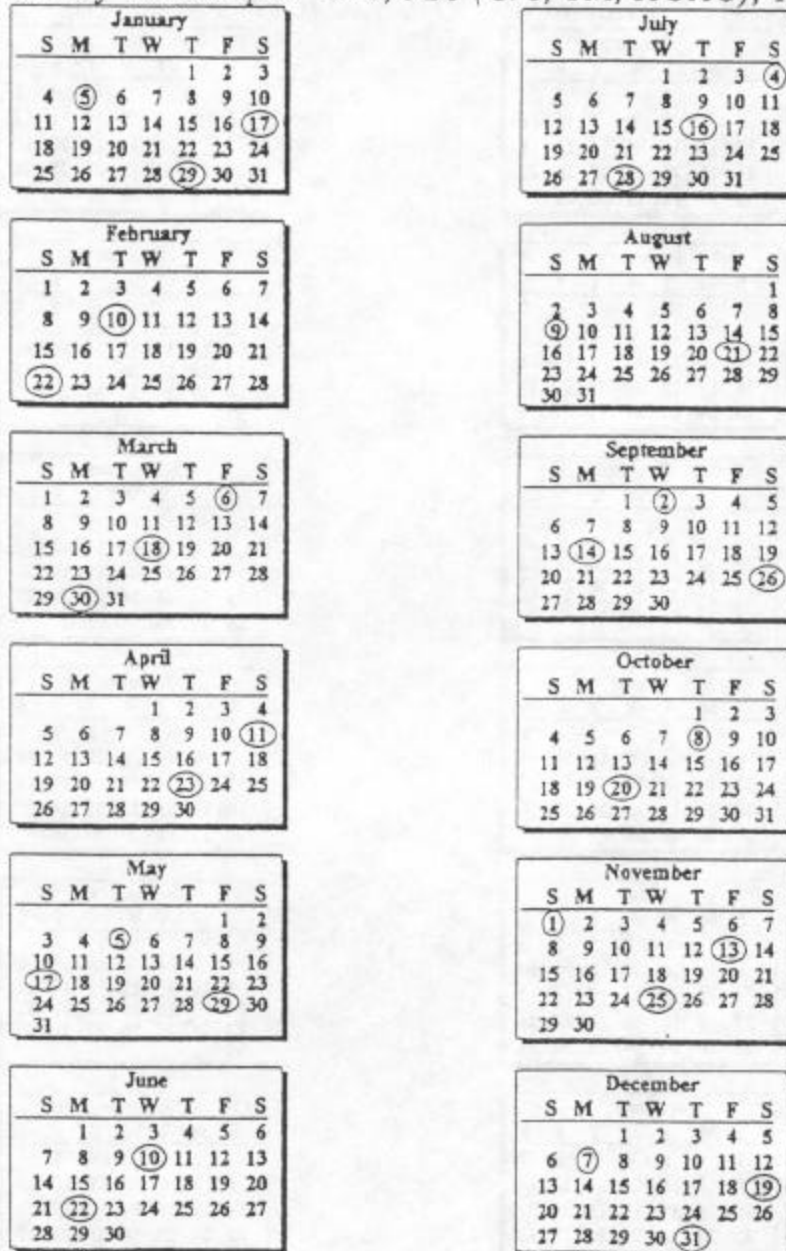 January
S M T W T F S
1 2 3
4 5 6 7 8 9 10
11 12 13 14 15 16 17
18 19 20 21 22 23 24
25 26 27 28 29 30 31
February
S M T W T F S
1 2 3 4 5 6 7
8 9 10 11 12 13 14
15 16 17 18 19 20 21
22 23 24 25 26 27 28
March
S M T W T F S
1 2 3 4 5 6 7
8 9 10 11 12 13 14
15 16 17 18 19 20 21
22 23 24 25 26 27 28
29 30 31
April
S M T W T F S
1 2 3 4
5 6 7 8 9 10 11
12 13 14 15 16 17 18
19 20 21 22 23 24 25
26 27 28 29 30
May
S M T W T F S
1 2
3 4 5 6 7 8 9
10 11 12 13 14 15 16
17 18 19 20 21 22 23
24 25 26 27 28 29 30
31
June
S M T W T F S
1 2 3 4 5 6
7 8 9 10 11 12 13
14 15 16 17 18 19 20
21 22 23 24 25 26 27
28 29 30
July
S M T W T F S
1 2 3 4
5 6 7 8 9 10 11
12 13 14 15 16 17 18
19 20 21 22 23 24 25
26 27 28 29 30 31
August
S M T W T F S
1
2 3 4 5 6 7 8
9 10 11 12 13 14 15
16 17 18 19 20 21 22
23 24 25 26 27 28 29
30 31
September
S M T W T F S
1 2 3 4 5
6 7 8 9 10 11 12
13 14 15 16 17 18 19
20 21 22 23 24 25 26
27 28 29 30
October
S M T W T F S
1 2 3
4 5 6 7 8 9 10
11 12 13 14 15 16 17
18 19 20 21 22 23 24
25 26 27 28 29 30 31
November
S M T W T F S
1 2 3 4 5 6 7
8 9 10 11 12 13 14
15 16 17 18 19 20 21
22 23 24 25 26 27 28
29 30
December
S M T W T F S
1 2 3 4 5
6 7 8 9 10 11 12
13 14 15 16 17 18 19
20 21 22 23 24 25 26
27 28 29 30 31